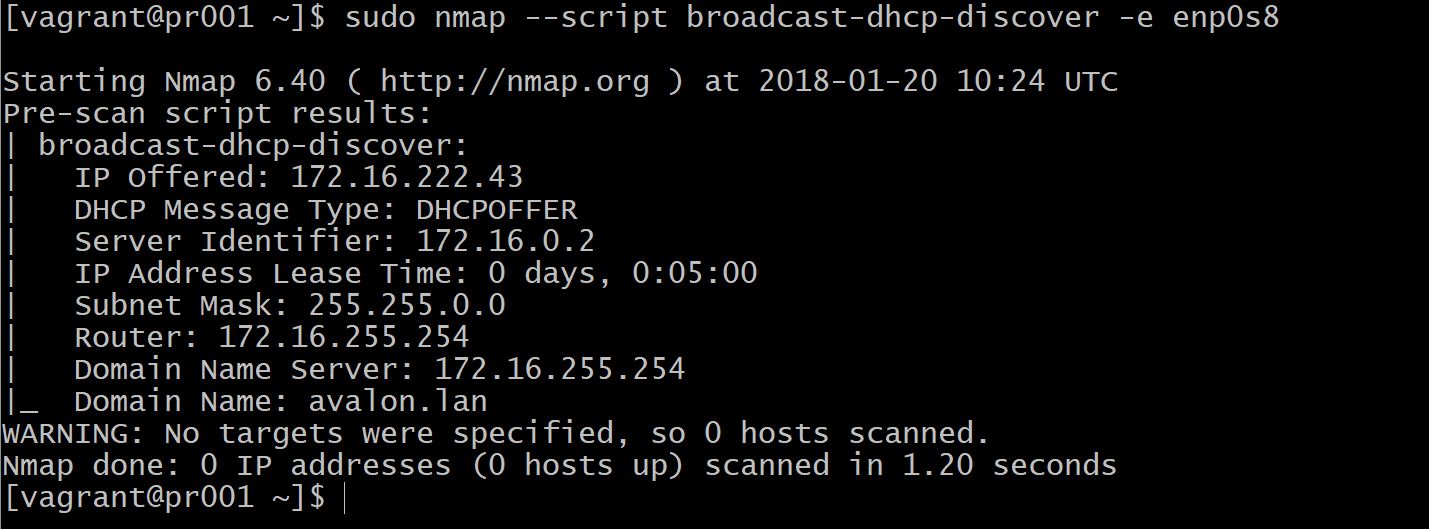 [vagrant@pr001 ~]$ sudo nmap --script broadcast-dhcp-discover -e enp0s8
Starting Nmap 6.40 ( http://nmap.org ) at 2018-01-20 10:24 UTC
Pre-scan script results:
| broadcast-dhcp-discover:
|   IP Offered: 172.16.222.43
|   DHCP Message Type: DHCPOFFER
|   Server Identifier: 172.16.0.2
|   IP Address Lease Time: 0 days, 0:05:00
|   Subnet Mask: 255.255.0.0
|   Router: 172.16.255.254
|   Domain Name Server: 172.16.255.254
|_  Domain Name: avalon.lan
WARNING: No targets were specified, so 0 hosts scanned.
Nmap done: 0 IP addresses (0 hosts up) scanned in 1.20 seconds
[vagrant@pr001 ~]$